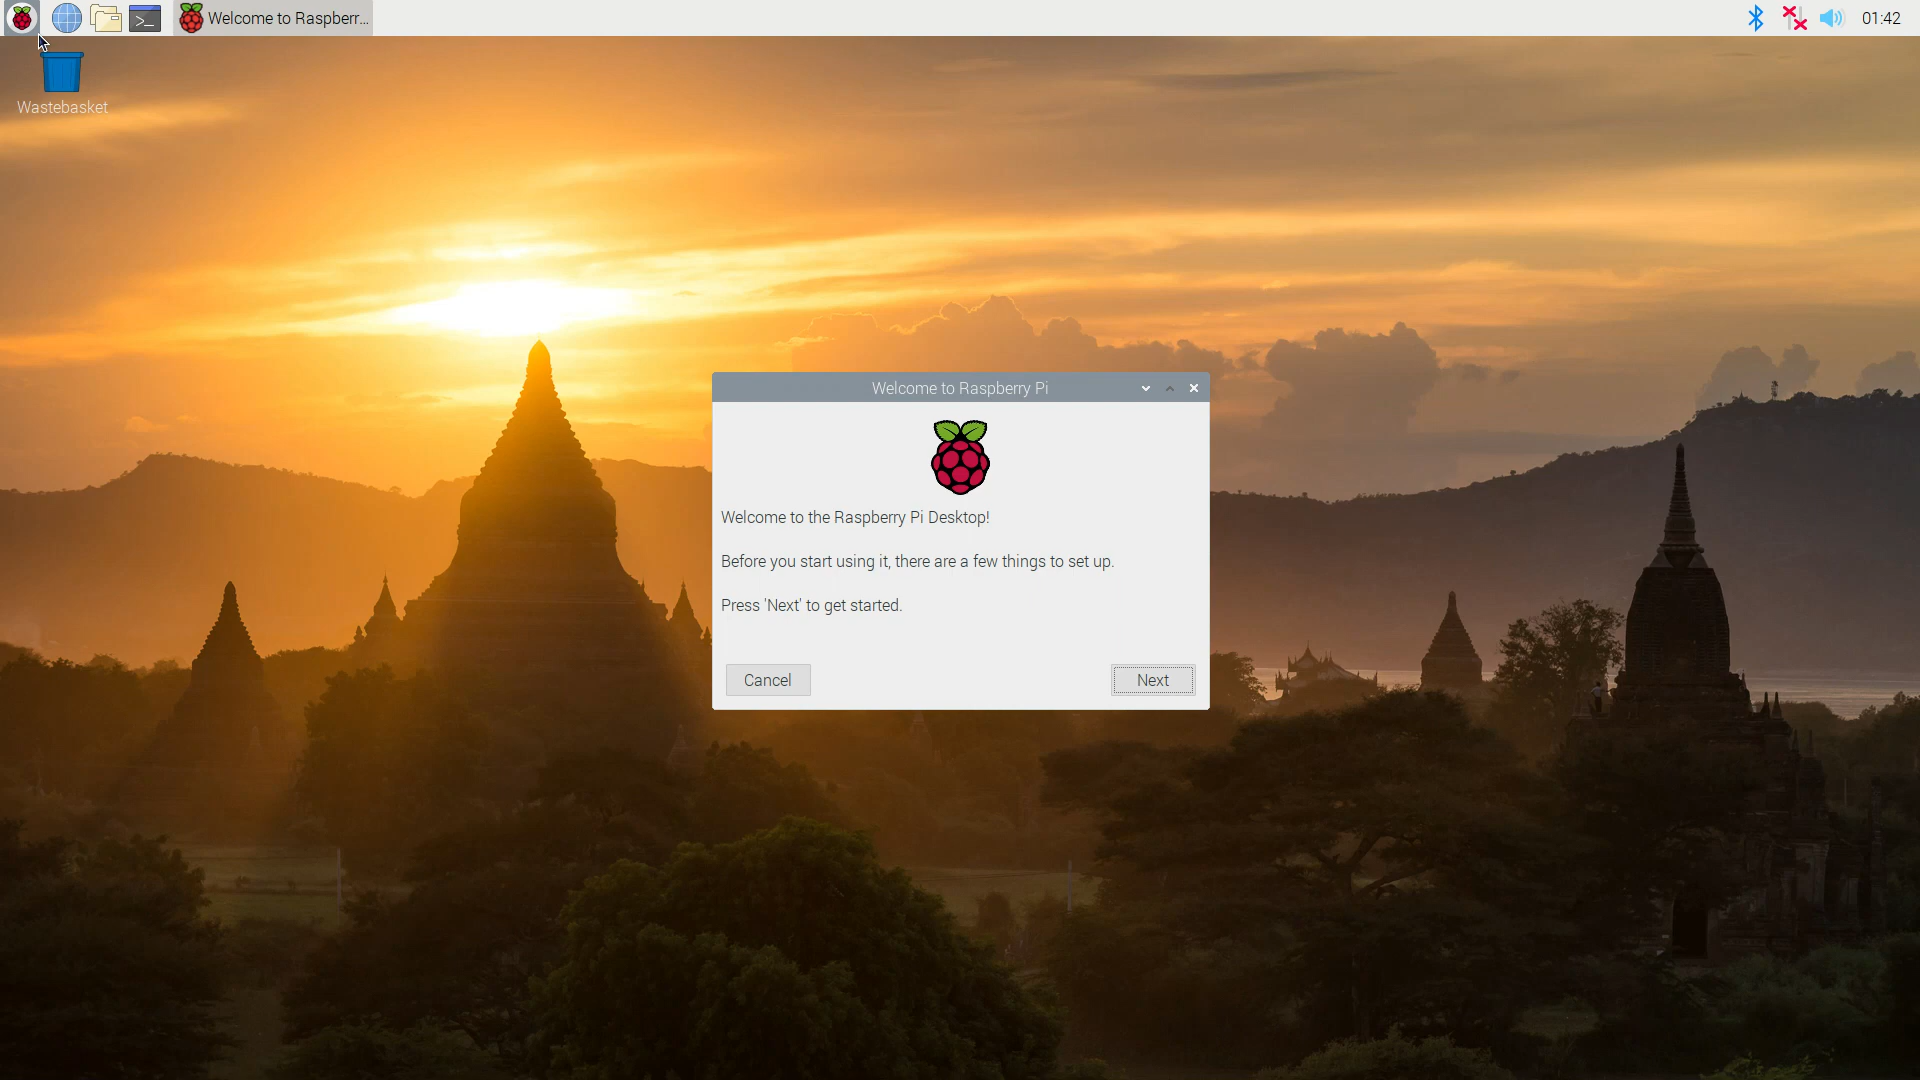 Welcome to Raspberr...
01:42
Wastebasket
Welcome to Raspberry Pi
Welcome to the Raspberry Pi Desktop!
Before you start using it, there are a few things to set up.
Press 'Next' to get started.
Cancel
Next